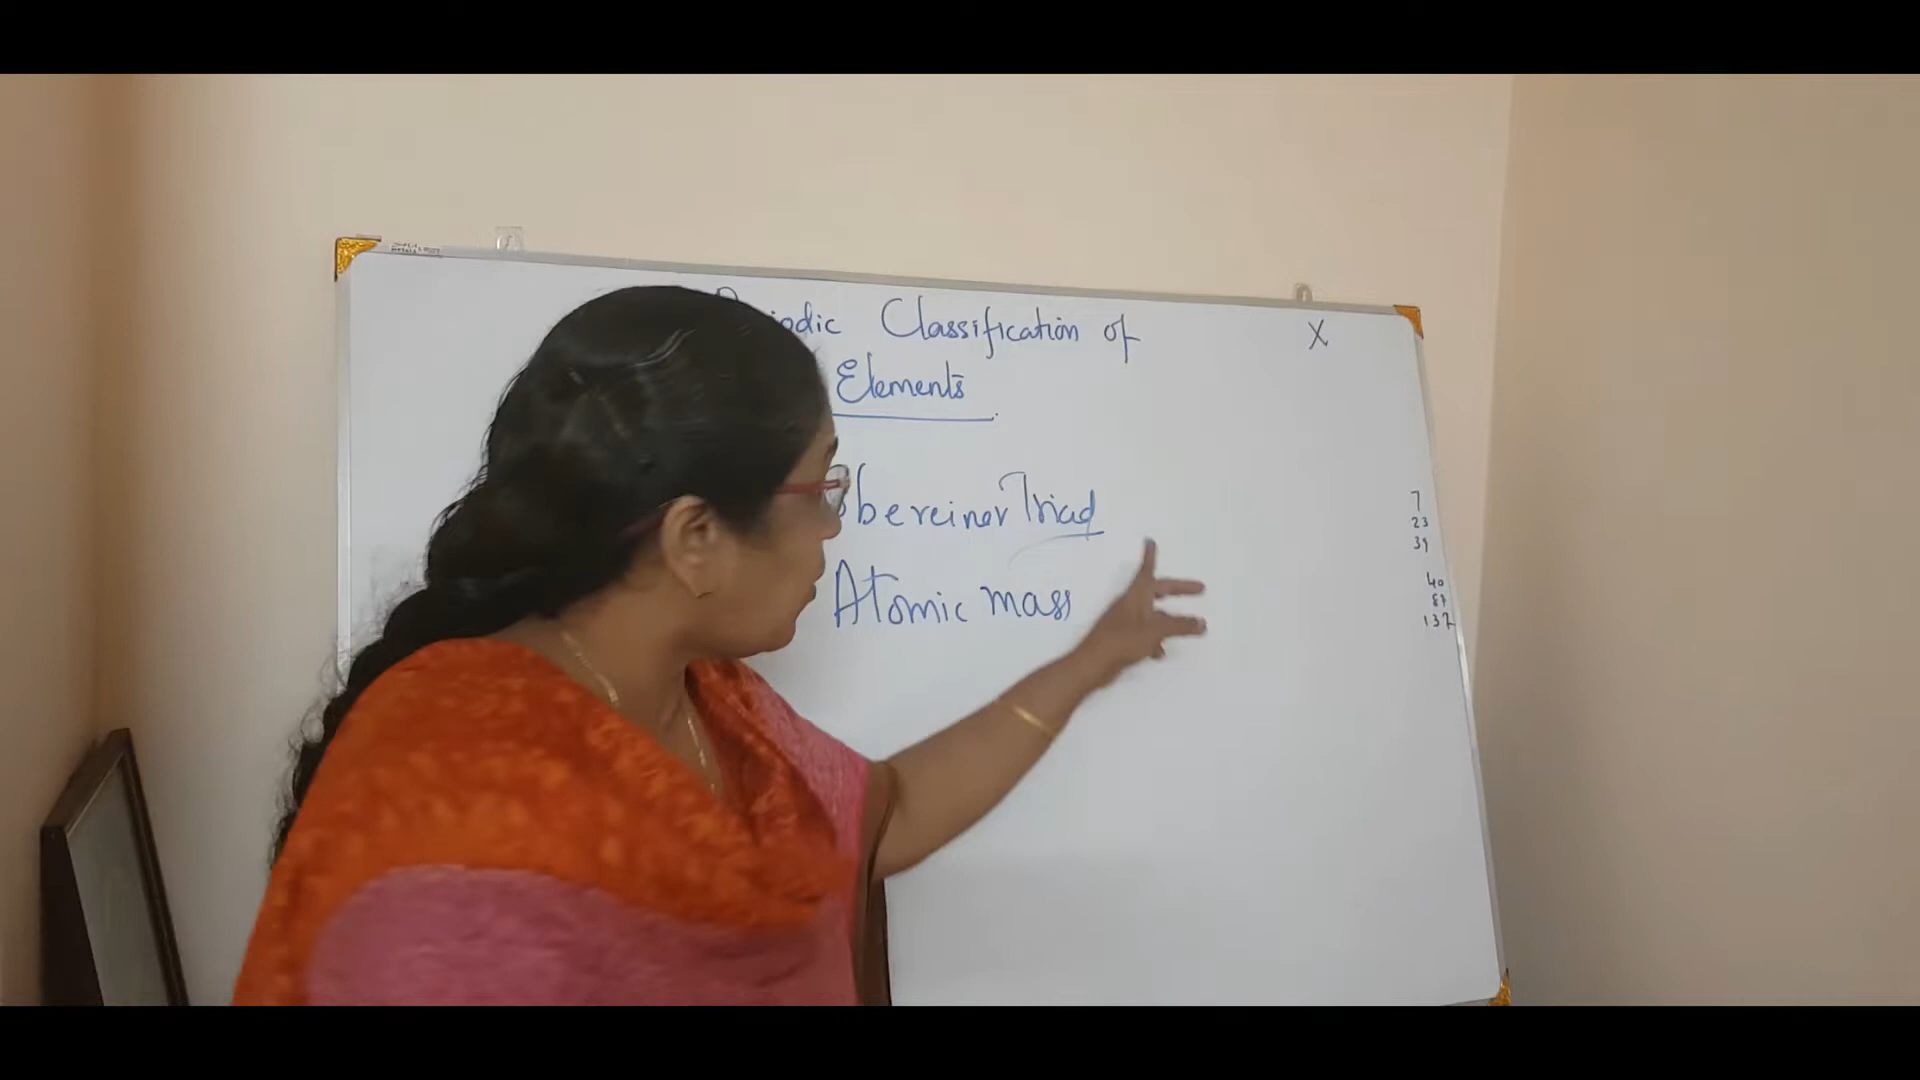 Periodic Classification of
X
Elements
bereiner Triad
Atomic mass
7
23
39
40
87
137